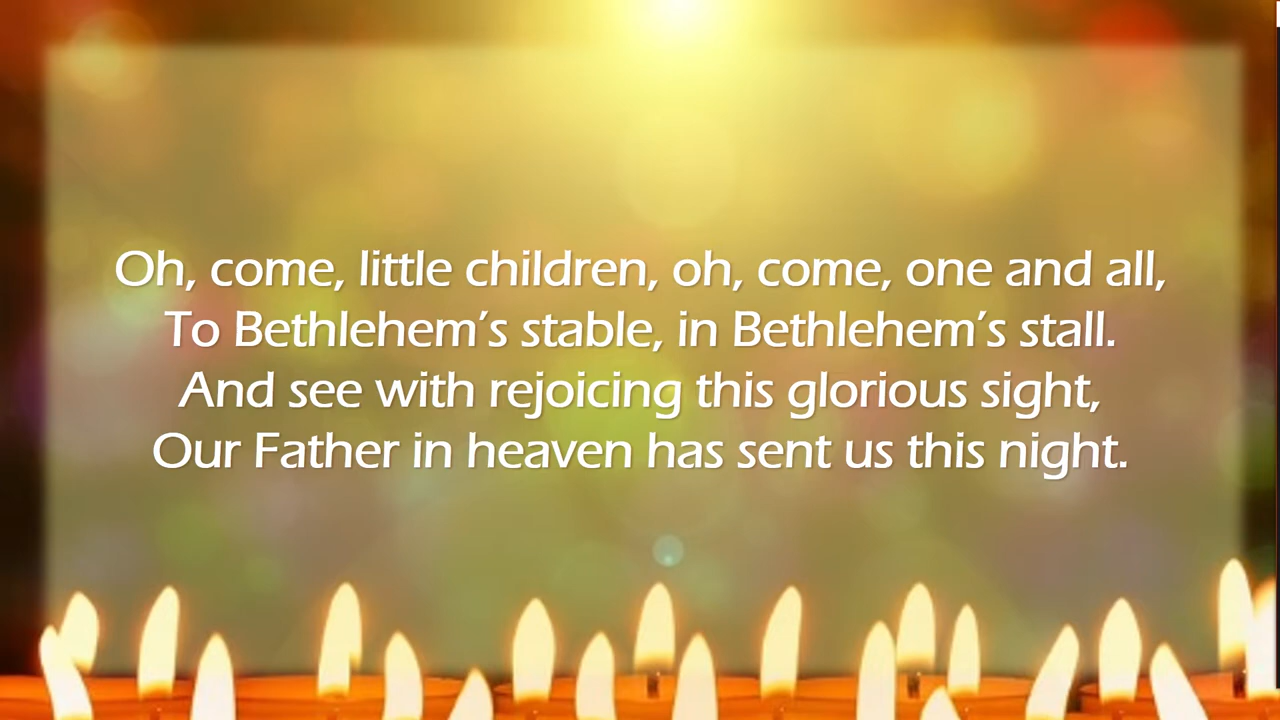 Oh, come, little children, oh, come, one and all,
To Bethlehem’s stable, in Bethlehem’s stall.
And see with rejoicing this glorious sight,
Our Father in heaven has sent us this night.